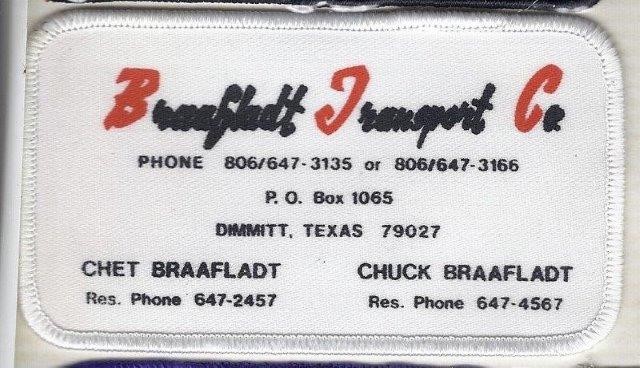 Braafladt Transport Co.
PHONE 806/647-3135 or 806/647-3166
P. O. Box 1065
DIMMITT, TEXAS 79027
CHET BRAAFLADT CHUCK BRAAFLADT
Res. Phone 647-2457 Res. Phone 647-4567